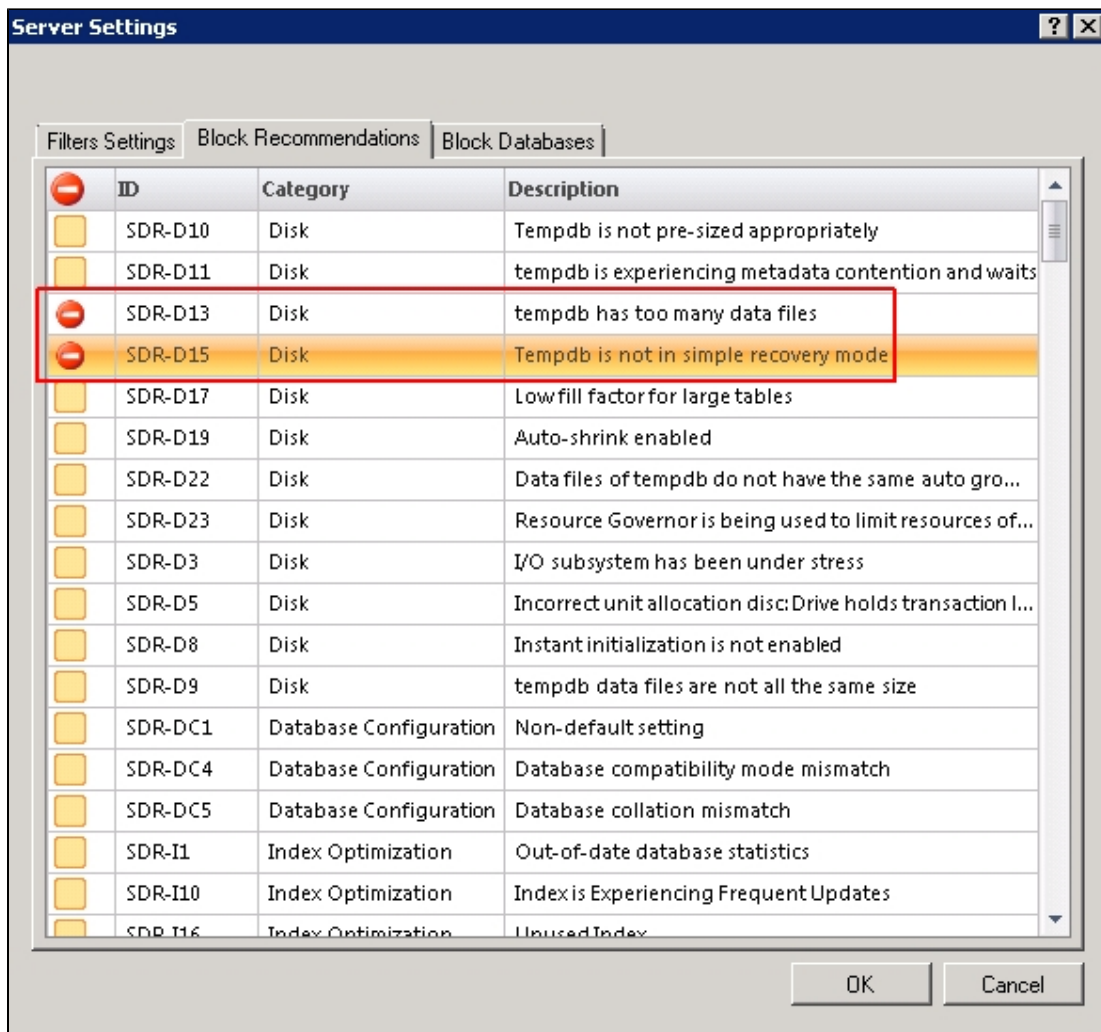 Server Settings
Filters Settings Block Recommendations Block Databases
ID Category Description
SDR-D10 Disk Tempdb is not pre-sized appropriately
SDR-D11 Disk tempdb is experiencing metadata contention and waits
SDR-D13 Disk tempdb has too many data files
SDR-D15 Disk Tempdb is not in simple recovery mode
SDR-D17 Disk Low fill factor for large tables
SDR-D19 Disk Auto-shrink enabled
SDR-D22 Disk Data files of tempdb do not have the same auto gro...
SDR-D23 Disk Resource Governor is being used to limit resources of...
SDR-D3 Disk I/O subsystem has been under stress
SDR-D5 Disk Incorrect unit allocation disc: Drive holds transaction l...
SDR-D8 Disk Instant initialization is not enabled
SDR-D9 Disk tempdb data files are not all the same size
SDR-DC1 Database Configuration Non-default setting
SDR-DC4 Database Configuration Database compatibility mode mismatch
SDR-DC5 Database Configuration Database collation mismatch
SDR-I1 Index Optimization Out-of-date database statistics
SDR-I10 Index Optimization Index is Experiencing Frequent Updates
SDR-I16 Index Optimization Unused Index
OK Cancel